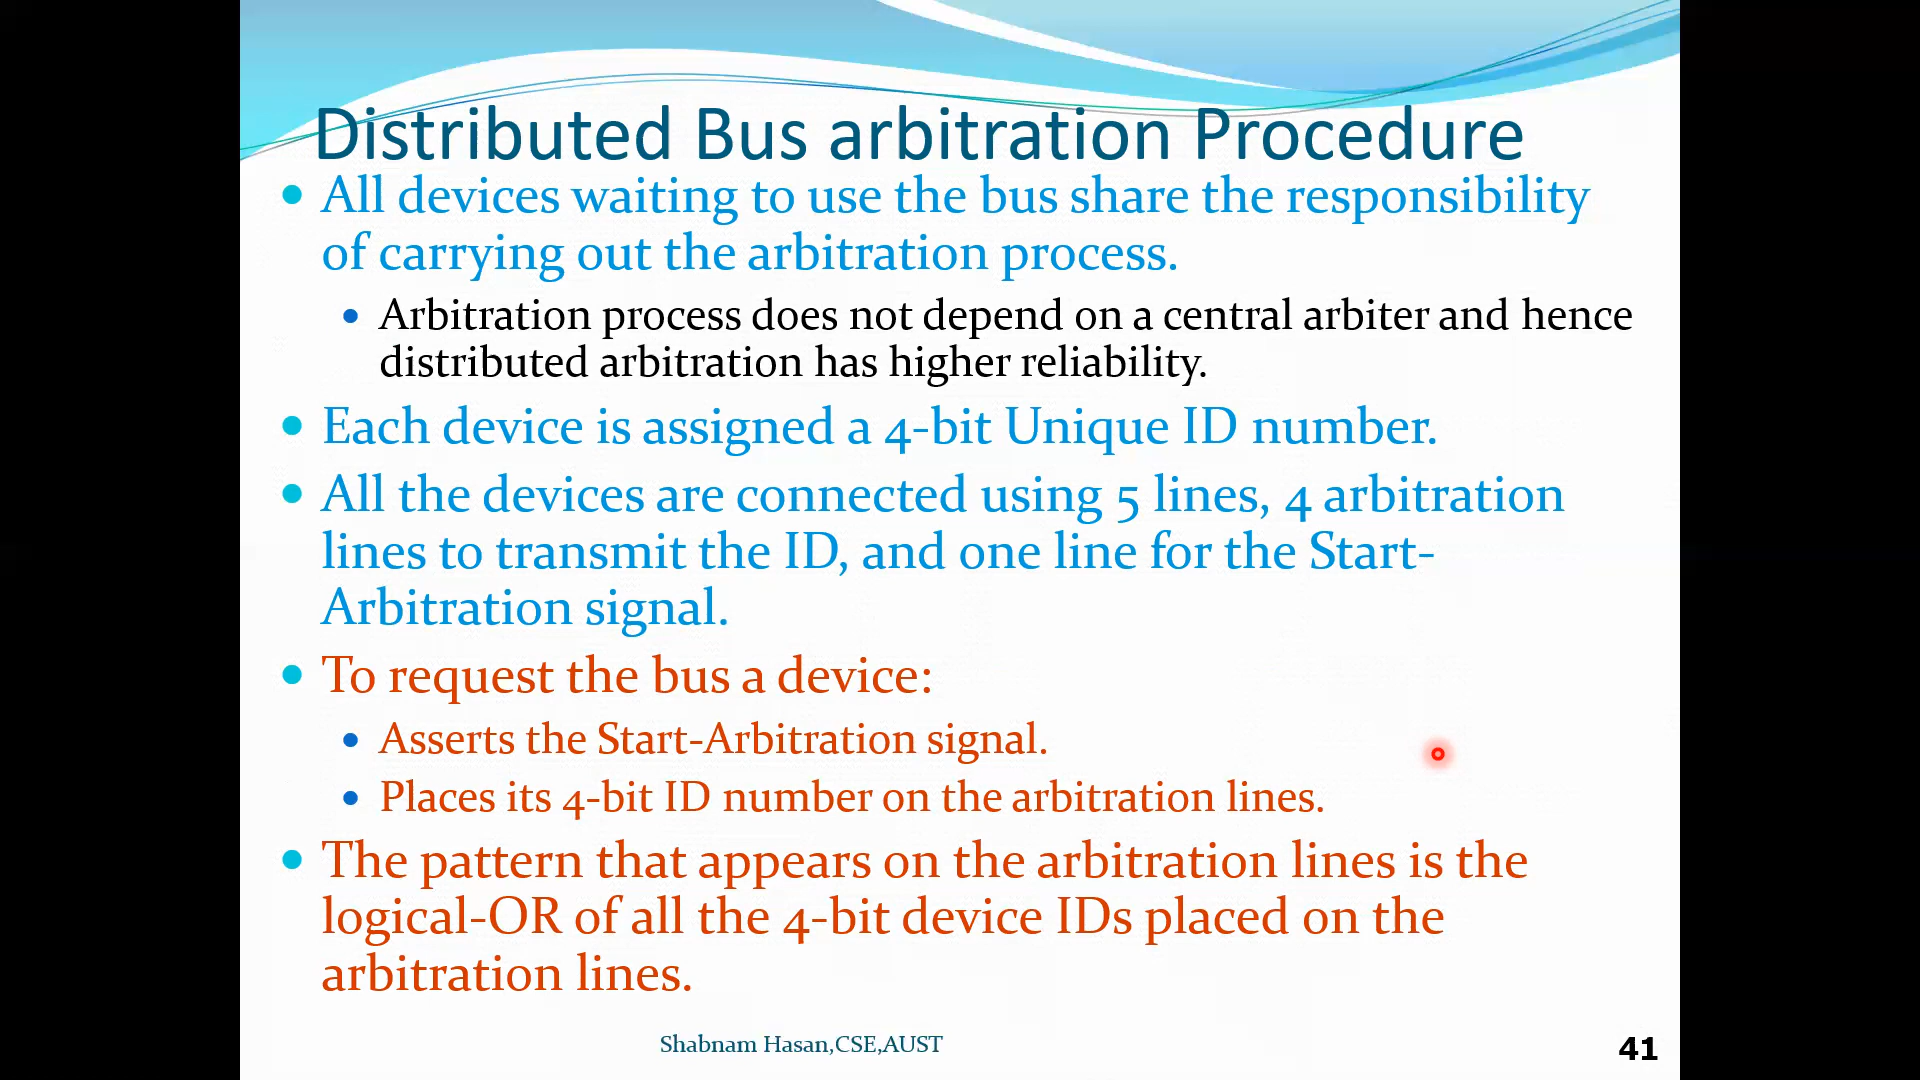 Distributed Bus arbitration Procedure
• All devices waiting to use the bus share the responsibility
of carrying out the arbitration process.
• Arbitration process does not depend on a central arbiter and hence
distributed arbitration has higher reliability.
• Each device is assigned a 4-bit Unique ID number.
• All the devices are connected using 5 lines, 4 arbitration
lines to transmit the ID, and one line for the Start-
Arbitration signal.
• To request the bus a device:
• Asserts the Start-Arbitration signal.
• Places its 4-bit ID number on the arbitration lines.
• The pattern that appears on the arbitration lines is the
logical-OR of all the 4-bit device IDs placed on the
arbitration lines.
Shabnam Hasan,CSE,AUST
41